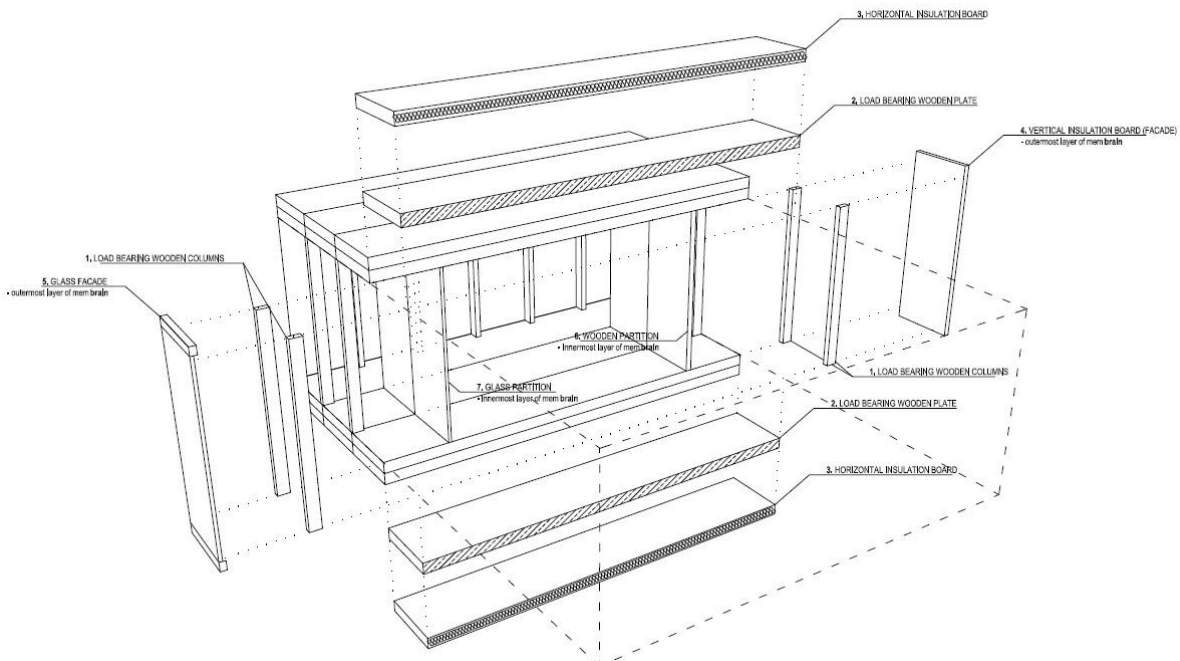 3, HORIZONTAL INSULATION BOARD
2, LOAD BEARING WOODEN PLATE
4. VERTICAL INSULATION BOARD (FACADE)
- outermost layer of mem brain
1, LOAD BEARING WOODEN COLUMNS
5, GLASS FACADE
- outermost layer of mem brain
6, WOODEN PARTITION
- Innermost layer of mem brain
1, LOAD BEARING WOODEN COLUMNS
7, GLASS PARTITION
- Innermost layer of mem brain
2. LOAD BEARING WOODEN PLATE
3. HORIZONTAL INSULATION BOARD